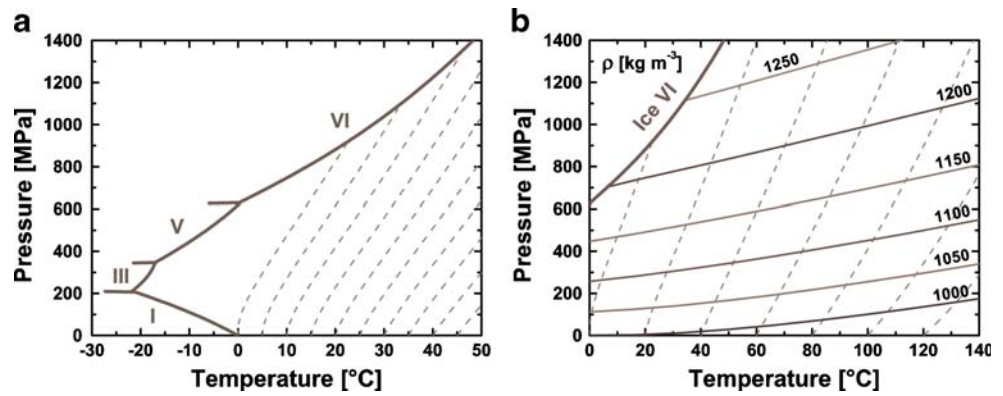 a
1400
1200
1000
800
600
400
200
0
-30 -20 -10 0 10 20 30 40 50
Pressure [MPa]
Temperature [°C]
VI
V
III
I
b
1400
1200
1000
800
600
400
200
0
0 20 40 60 80 100 120 140
Pressure [MPa]
Temperature [°C]
ρ [kg m⁻³]
Ice VI
1250
1200
1150
1100
1050
1000